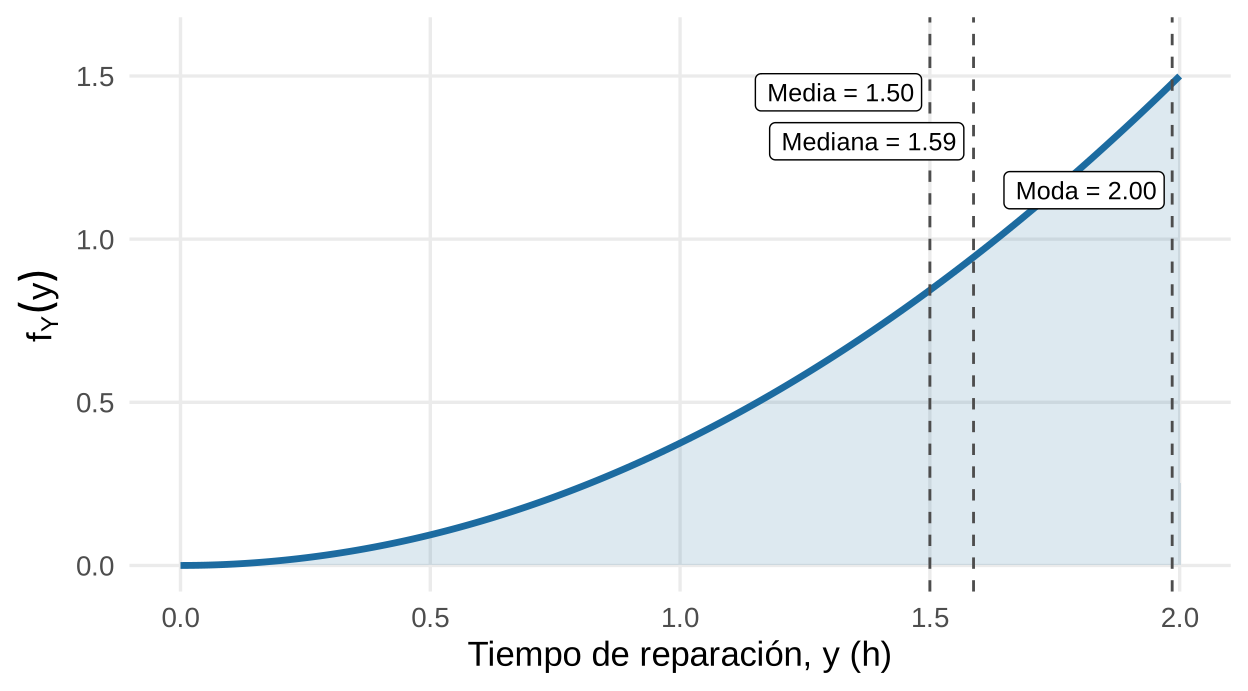 1.5
1.0
0.5
0.0
fY(y)
Media = 1.50
Mediana = 1.59
Moda = 2.00
0.0 0.5 1.0 1.5 2.0
Tiempo de reparación, y (h)